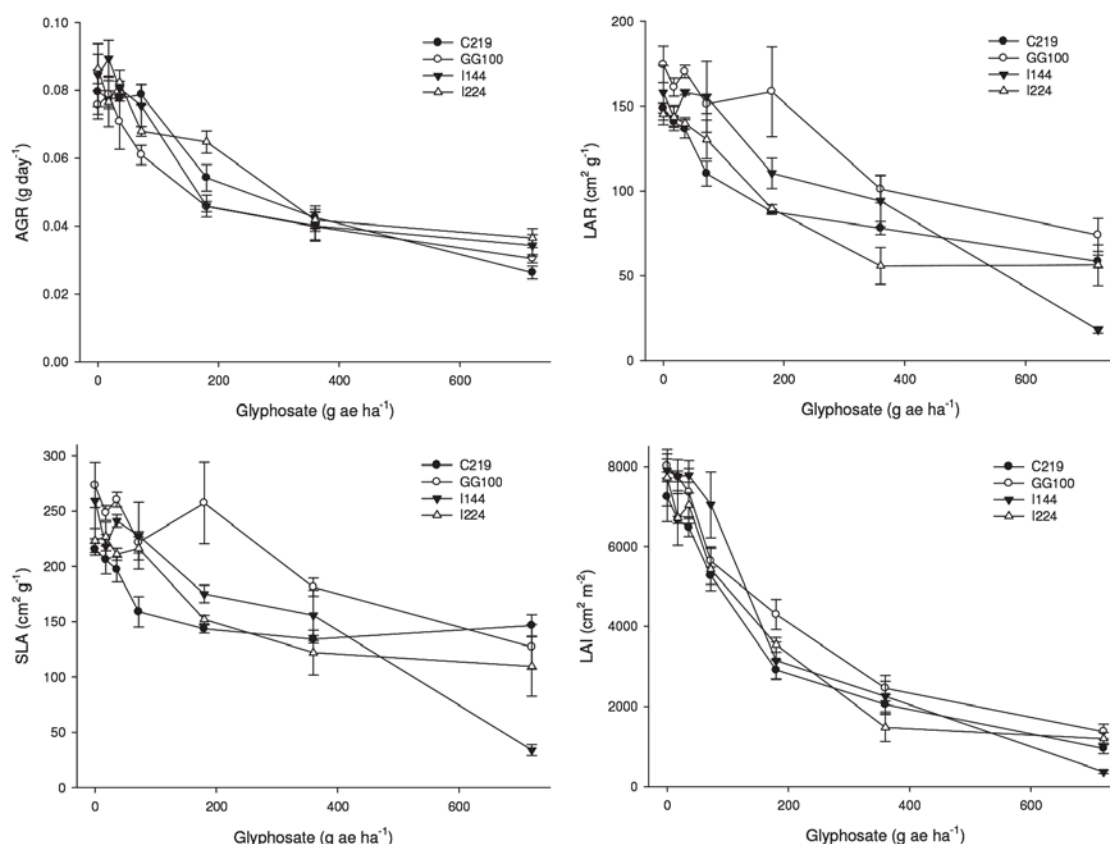 AGR (g day⁻¹)
0.10
0.08
0.06
0.04
0.02
0.00
C219
GG100
I144
I224
0
200
400
600
Glyphosate (g ae ha⁻¹)
LAR (cm² g⁻¹)
200
150
100
50
0
C219
GG100
I144
I224
0
200
400
600
Glyphosate (g ae ha⁻¹)
SLA (cm² g⁻¹)
300
250
200
150
100
50
0
C219
GG100
I144
I224
0
200
400
600
Glyphosate (g ae ha⁻¹)
LAI (cm² m⁻²)
8000
6000
4000
2000
0
C219
GG100
I144
I224
0
200
400
600
Glyphosate (g ae ha⁻¹)